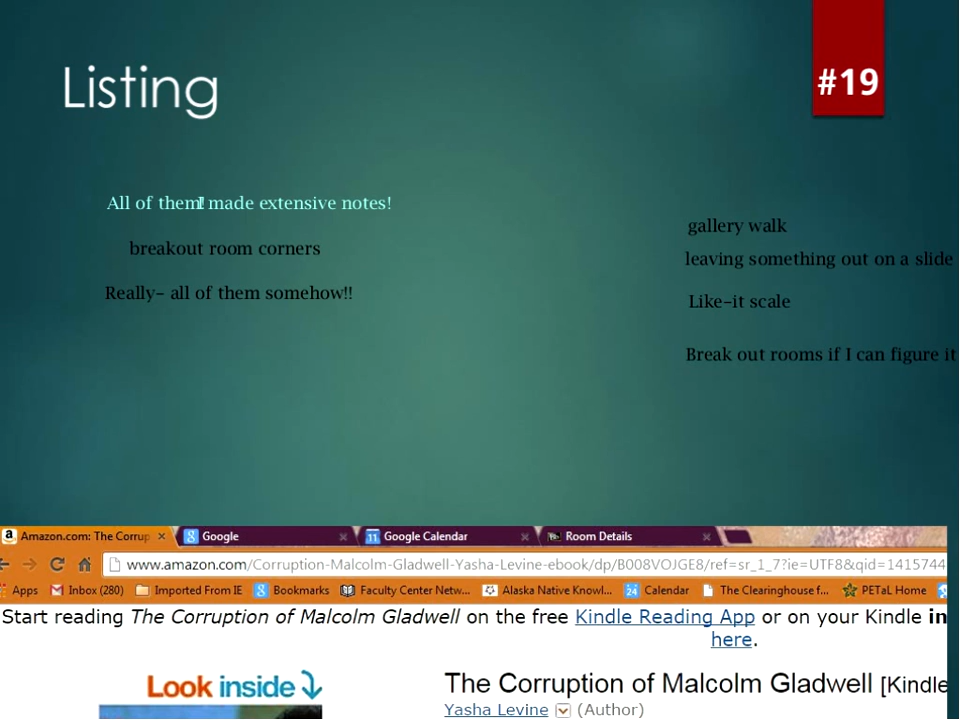 Listing
#19
All of them! I made extensive notes!
gallery walk
breakout room corners
leaving something out on a slide
Really- all of them somehow!!
Like-it scale
Break out rooms if I can figure it
Amazon.com: The Corrup
Google
Google Calendar
Room Details
www.amazon.com/Corruption-Malcolm-Gladwell-Yasha-Levine-ebook/dp/B008VOJGE8/ref=sr_1_7?ie=UTF8&qid=1415744
Apps Inbox (280) Imported From IE Bookmarks Faculty Center Netw... Alaska Native Knowl... Calendar The Clearinghouse f... PETaL Home
Start reading The Corruption of Malcolm Gladwell on the free Kindle Reading App or on your Kindle in
here.
Look inside
The Corruption of Malcolm Gladwell [Kindle
Yasha Levine (Author)